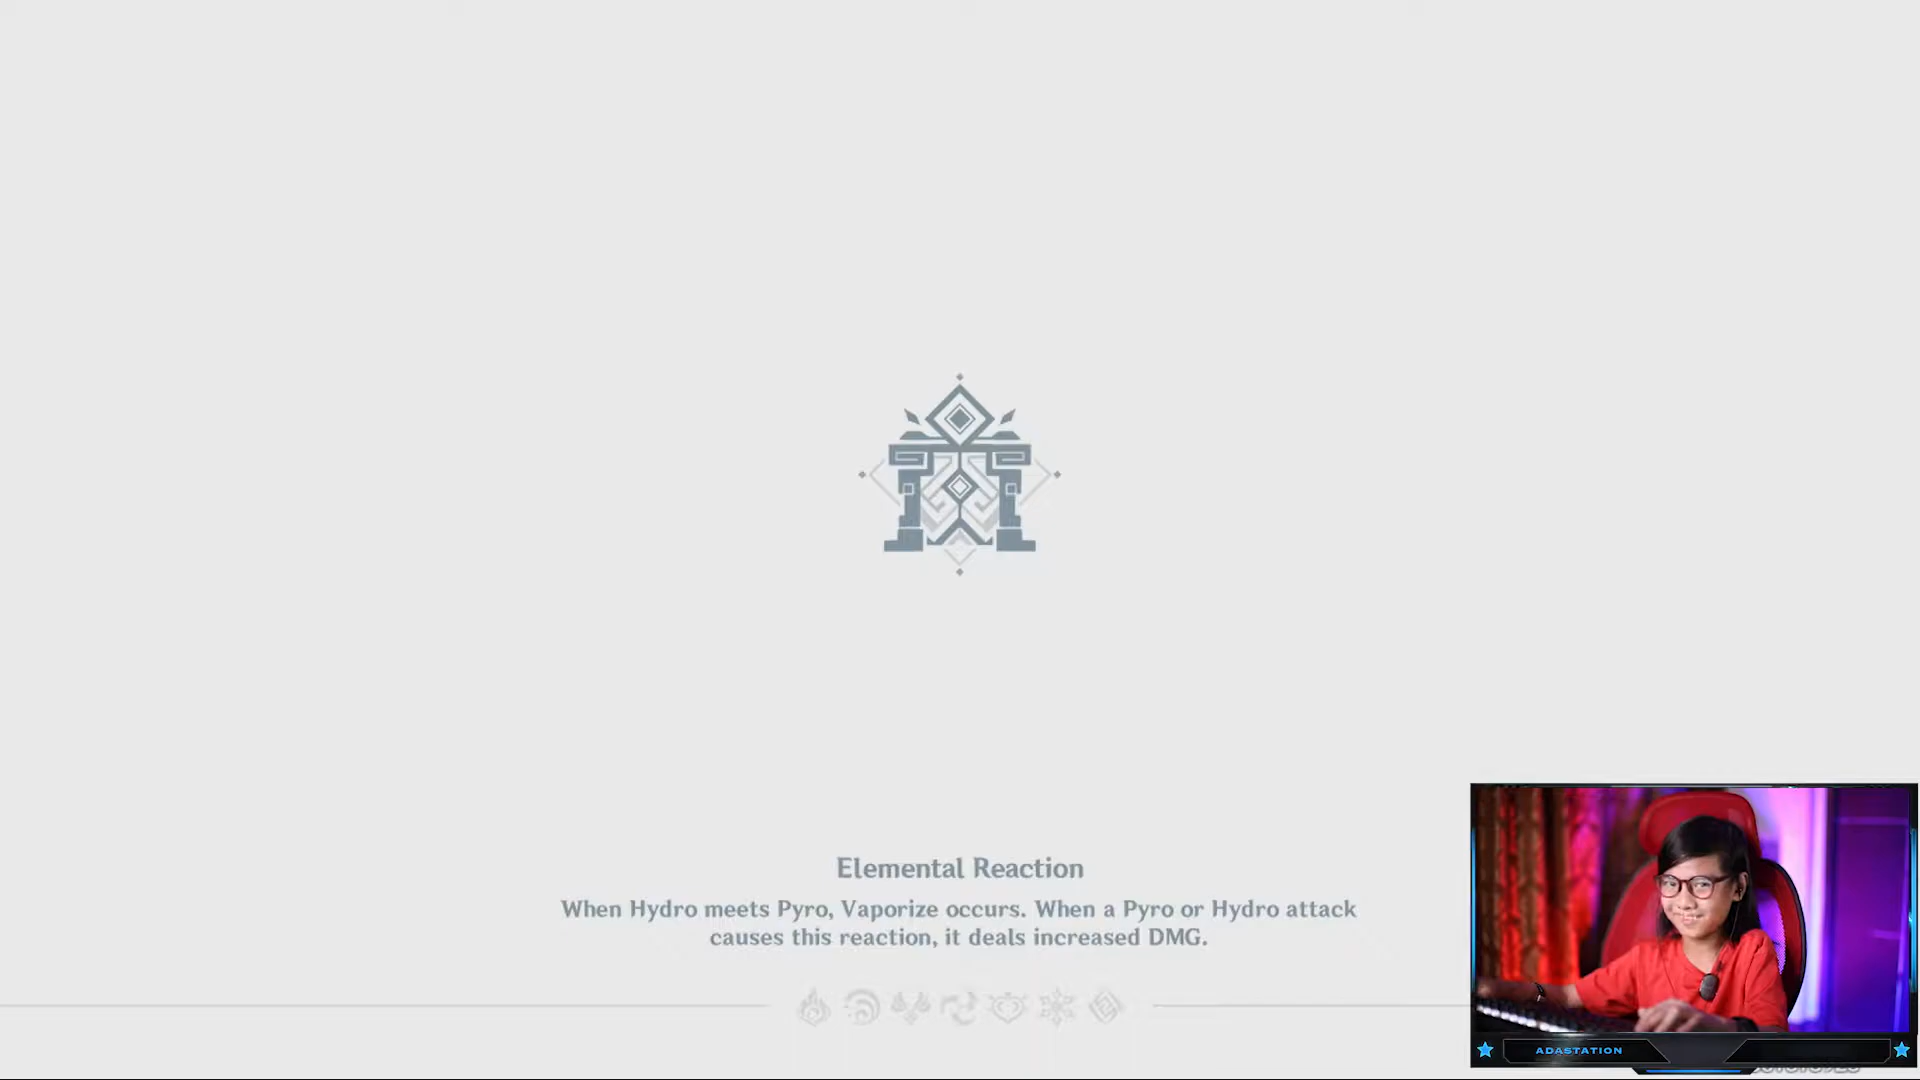 Elemental Reaction
When Hydro meets Pyro, Vaporize occurs. When a Pyro or Hydro attack
causes this reaction, it deals increased DMG.
ADASTATION